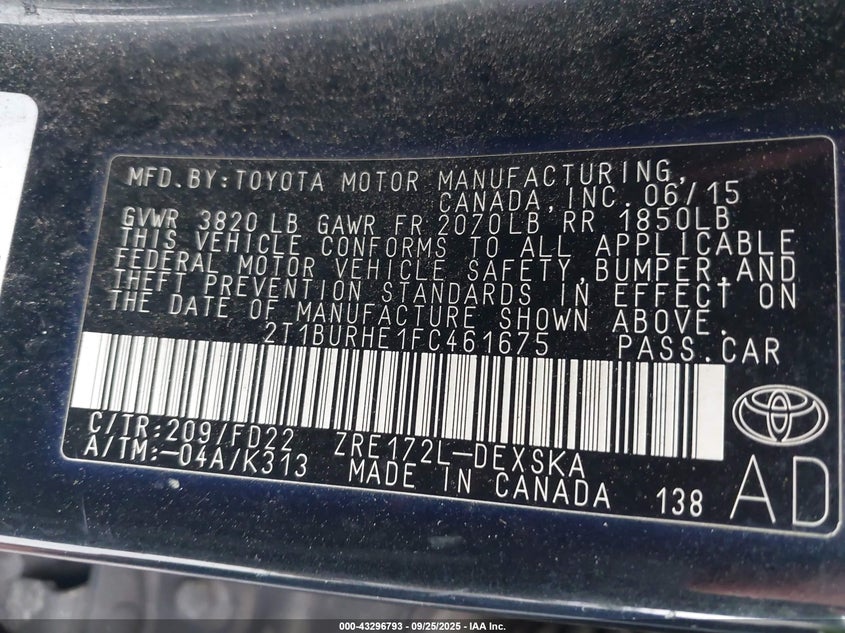 MFD.BY:TOYOTA MOTOR MANUFACTURING,
CANADA, INC. 06/15
GVWR 3820 LB GAWR FR 2070LB RR 1850LB
THIS VEHICLE CONFORMS TO ALL APPLICABLE
FEDERAL MOTOR VEHICLE SAFETY,BUMPER,AND
THEFT PREVENTION STANDARDS IN EFFECT ON
THE DATE OF MANUFACTURE SHOWN ABOVE.
2T1BURHE1FC461675 PASS.CAR
C/TR:209/FD22 ZRE172L-DEXSKA
A/TM:-04A/K313 MADE IN CANADA 138
AD
000-43296793 - 09/25/2025 - IAA Inc.